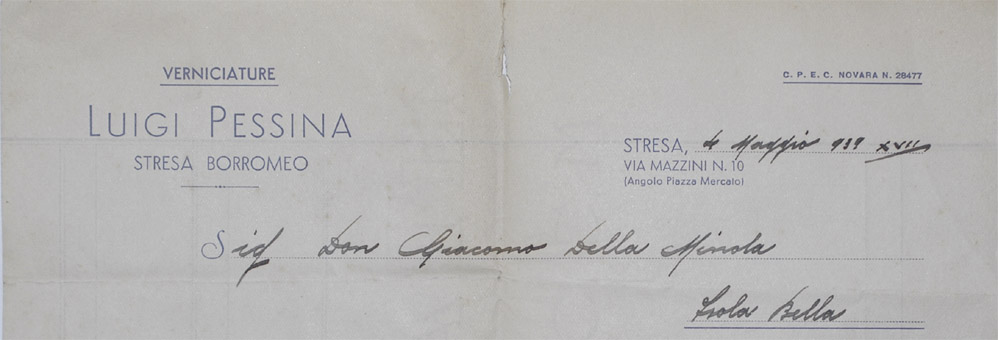 VERNICIATURE
LUIGI PESSINA
STRESA BORROMEO
C. P. E. C. NOVARA N. 28477
STRESA, 4 Maggio 939 XVII
VIA MAZZINI N. 10
(Angolo Piazza Mercato)
Sig Don Giacomo Della Minola
Isola Bella